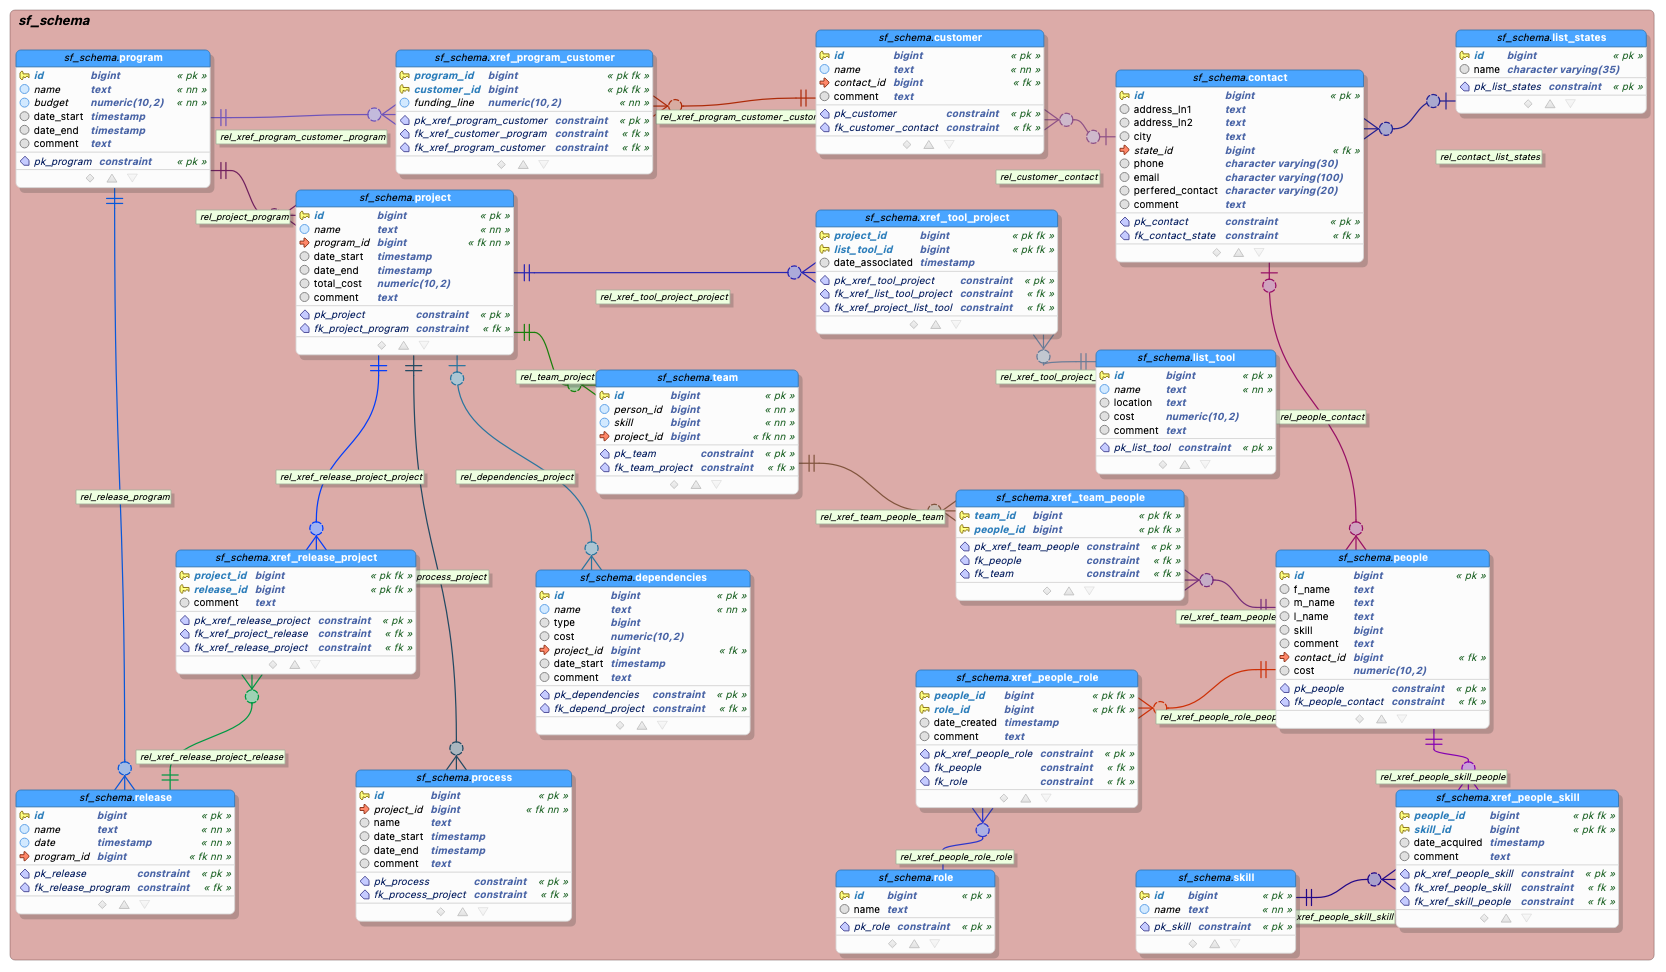 sf_schema
sf_schema.program
id bigint « pk »
name text « nn »
budget numeric(10,2) « nn »
date_start timestamp
date_end timestamp
comment text
pk_program constraint « pk »
sf_schema.xref_program_customer
program_id bigint « pk fk »
customer_id bigint « pk fk »
funding_line numeric(10,2) « nn »
pk_xref_program_customer constraint « pk »
fk_xref_customer_program constraint « fk »
fk_xref_program_customer constraint « fk »
sf_schema.customer
id bigint « pk »
name text « nn »
contact_id bigint « fk »
comment text
pk_customer constraint « pk »
fk_customer_contact constraint « fk »
sf_schema.contact
id bigint « pk »
address_ln1 text
address_ln2 text
city text
state_id bigint « fk »
phone character varying(30)
email character varying(100)
perfered_contact character varying(20)
comment text
pk_contact constraint « pk »
fk_contact_state constraint « fk »
sf_schema.list_states
id bigint « pk »
name character varying(35)
pk_list_states constraint « pk »
rel_xref_program_customer_program
rel_xref_program_customer_custo
rel_customer_contact
rel_contact_list_states
rel_project_program
sf_schema.project
id bigint « pk »
name text « nn »
program_id bigint « fk nn »
date_start timestamp
date_end timestamp
total_cost numeric(10,2)
comment text
pk_project constraint « pk »
fk_project_program constraint « fk »
sf_schema.xref_tool_project
project_id bigint « pk fk »
list_tool_id bigint « pk fk »
date_associated timestamp
pk_xref_tool_project constraint « pk »
fk_xref_list_tool_project constraint « fk »
fk_xref_project_list_tool constraint « fk »
rel_xref_tool_project_project
rel_team_project
rel_xref_tool_project_
sf_schema.team
id bigint « pk »
person_id bigint « nn »
skill bigint « nn »
project_id bigint « fk nn »
pk_team constraint « pk »
fk_team_project constraint « fk »
sf_schema.list_tool
id bigint « pk »
name text « nn »
location text
cost numeric(10,2)
comment text
pk_list_tool constraint « pk »
rel_people_contact
rel_release_program
rel_xref_release_project_project
rel_dependencies_project
rel_xref_team_people_team
sf_schema.xref_team_people
team_id bigint « pk fk »
people_id bigint « pk fk »
pk_xref_team_people constraint « pk »
fk_people constraint « fk »
fk_team constraint « fk »
sf_schema.xref_release_project
project_id bigint « pk fk »
release_id bigint « pk fk »
comment text
pk_xref_release_project constraint « pk »
fk_xref_project_release constraint « fk »
fk_xref_release_project constraint « fk »
process_project
sf_schema.dependencies
id bigint « pk »
name text « nn »
type bigint
cost numeric(10,2)
project_id bigint « fk »
date_start timestamp
date_end timestamp
comment text
pk_dependencies constraint « pk »
fk_depend_project constraint « fk »
sf_schema.people
id bigint « pk »
f_name text
m_name text
l_name text
skill bigint
comment text
contact_id bigint « fk »
cost numeric(10,2)
pk_people constraint « pk »
fk_people_contact constraint « fk »
rel_xref_team_people
sf_schema.xref_people_role
people_id bigint « pk fk »
role_id bigint « pk fk »
date_created timestamp
comment text
pk_xref_people_role constraint « pk »
fk_people constraint « fk »
fk_role constraint « fk »
rel_xref_people_role_peop
rel_xref_release_project_release
rel_xref_people_skill_people
sf_schema.release
id bigint « pk »
name text « nn »
date timestamp « nn »
program_id bigint « fk nn »
pk_release constraint « pk »
fk_release_program constraint « fk »
sf_schema.process
id bigint « pk »
project_id bigint « fk nn »
name text
date_start timestamp
date_end timestamp
comment text
pk_process constraint « pk »
fk_process_project constraint « fk »
rel_xref_people_role_role
sf_schema.role
id bigint « pk »
name text
pk_role constraint « pk »
sf_schema.skill
id bigint « pk »
name text « nn »
pk_skill constraint « pk »
xref_people_skill_skill
sf_schema.xref_people_skill
people_id bigint « pk fk »
skill_id bigint « pk fk »
date_acquired timestamp
comment text
pk_xref_people_skill constraint « pk »
fk_xref_people_skill constraint « fk »
fk_xref_skill_people constraint « fk »